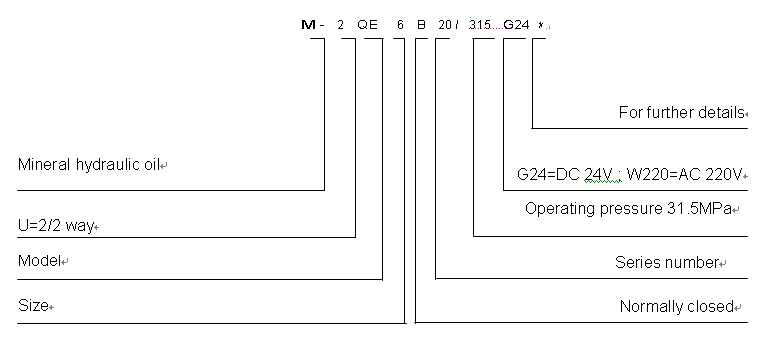 M- 2 QE 6 B 20/ 315 G24 *
For further details
Mineral hydraulic oil
G24=DC 24V ; W220=AC 220V
Operating pressure 31.5MPa
U=2/2 way
Model
Series number
Size
Normally closed